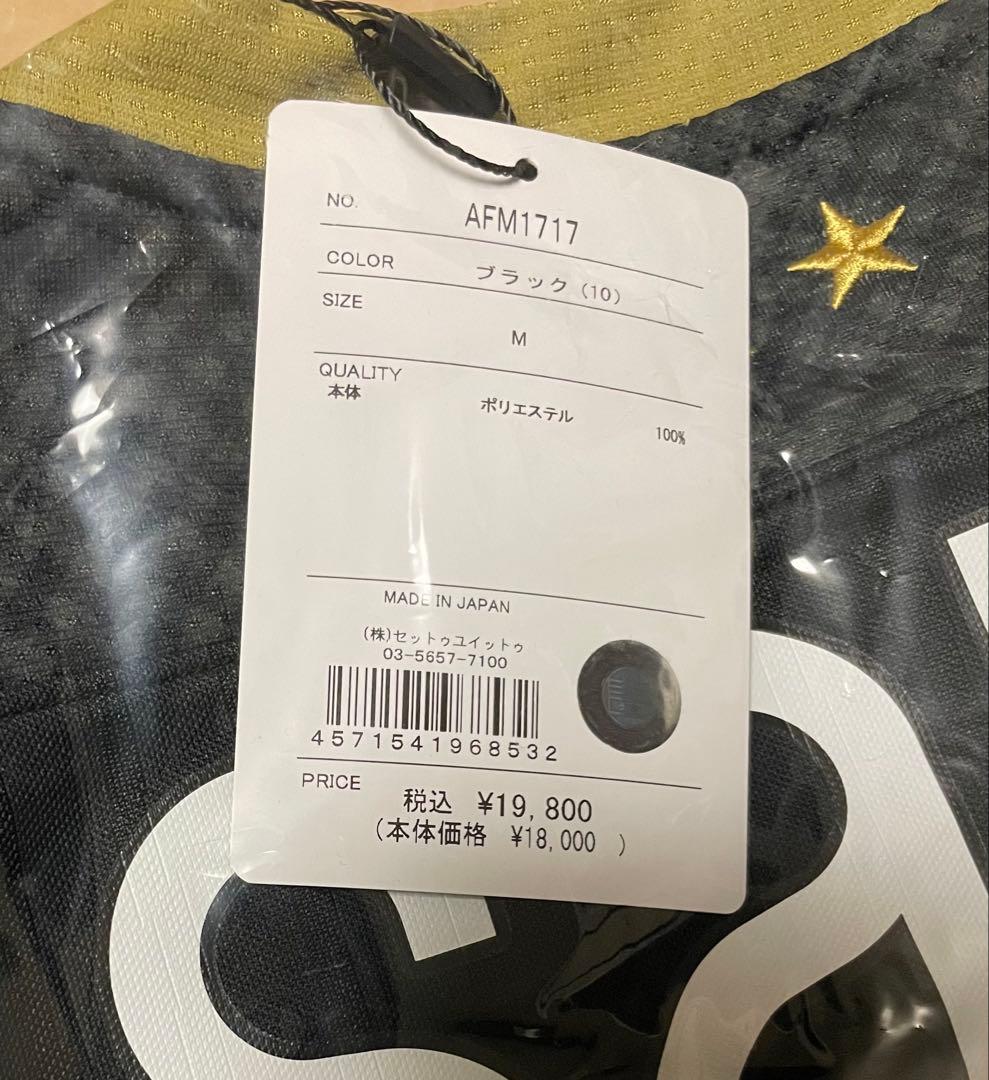 NO. AFM1717
COLOR ブラック (10)
SIZE
M
QUALITY
本体 ポリエステル 100%
MADE IN JAPAN
(株)セットゥユイットゥ
03-5657-7100
4571541968532
PRICE 税込 ¥19,800
(本体価格 ¥18,000 )